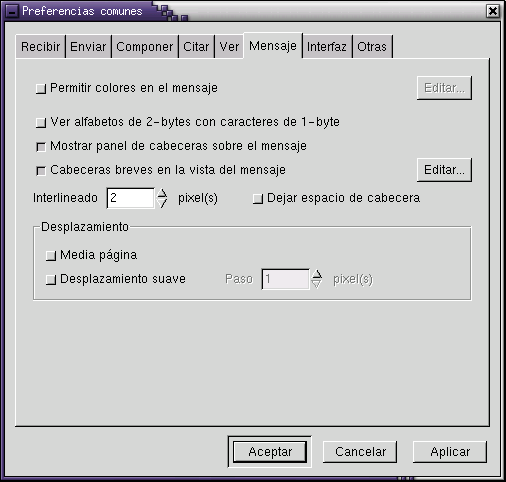 Preferencias comunes
Recibir Enviar Componer Citar Ver Mensaje Interfaz Otras
Permitir colores en el mensaje Editar...
Ver alfabetos de 2-bytes con caracteres de 1-byte
Mostrar panel de cabeceras sobre el mensaje
Cabeceras breves en la vista del mensaje Editar...
Interlineado 2 pixel(s) Dejar espacio de cabecera
Desplazamiento
Media página
Desplazamiento suave Paso 1 pixel(s)
Aceptar Cancelar Aplicar